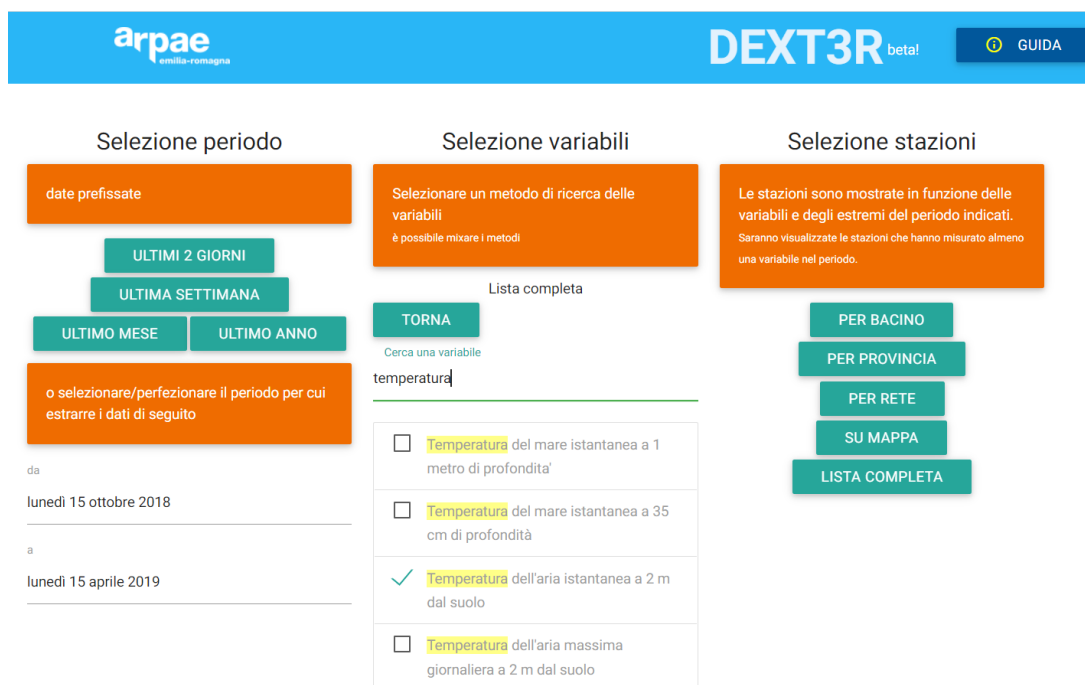 arpae
emilia-romagna
DEXT3R beta!
GUIDA
Selezione periodo
date prefissate
ULTIMI 2 GIORNI
ULTIMA SETTIMANA
ULTIMO MESE
ULTIMO ANNO
o selezionare/perfezionare il periodo per cui
estrarre i dati di seguito
da
lunedì 15 ottobre 2018
a
lunedì 15 aprile 2019
Selezione variabili
Selezionare un metodo di ricerca delle
variabili
è possibile mixare i metodi
Lista completa
TORNA
Cerca una variabile
temperatura
Temperatura del mare istantanea a 1
metro di profondita'
Temperatura del mare istantanea a 35
cm di profondità
Temperatura dell'aria istantanea a 2 m
dal suolo
Temperatura dell'aria massima
giornaliera a 2 m dal suolo
Selezione stazioni
Le stazioni sono mostrate in funzione delle
variabili e degli estremi del periodo indicati.
Saranno visualizzate le stazioni che hanno misurato almeno
una variabile nel periodo.
PER BACINO
PER PROVINCIA
PER RETE
SU MAPPA
LISTA COMPLETA